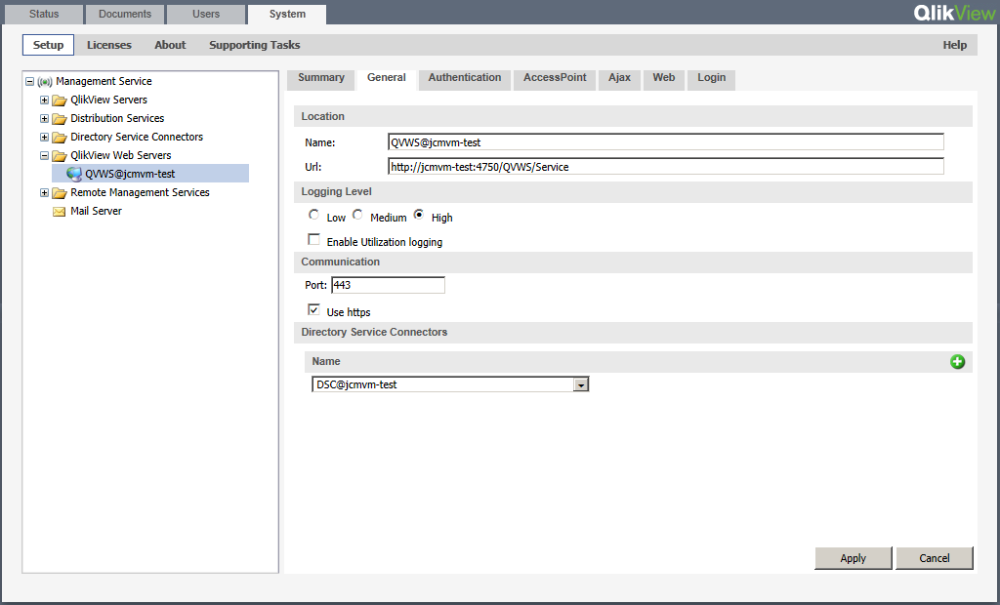 Status Documents Users System QlikView
Setup Licenses About Supporting Tasks Help
Management Service
QlikView Servers
Distribution Services
Directory Service Connectors
QlikView Web Servers
QVWS@jcmvm-test
Remote Management Services
Mail Server
Summary General Authentication AccessPoint Ajax Web Login
Location
Name: QVWS@jcmvm-test
Url: http://jcmvm-test:4750/QVWS/Service
Logging Level
Low Medium High
Enable Utilization logging
Communication
Port: 443
Use https
Directory Service Connectors
Name
DSC@jcmvm-test
Apply Cancel